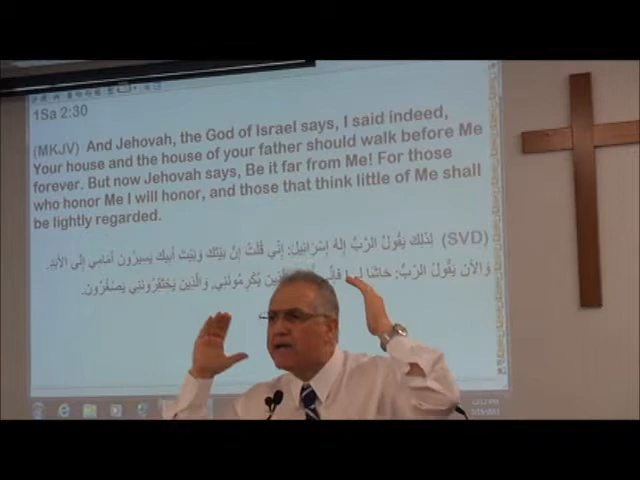 1Sa 2:30
(MKJV) And Jehovah, the God of Israel says, I said indeed,
Your house and the house of your father should walk before Me
forever. But now Jehovah says, Be it far from Me! For those
who honor Me I will honor, and those that think little of Me shall
be lightly regarded.
(SVD) لِذَلِكَ يَقُولُ الرَّبُّ إِلَهُ إِسْرَائِيلَ: إِنِّي قُلْتُ إِنَّ بَيْتَكَ وَبَيْتَ أَبِيكَ يَسِيرُونَ أَمَامِي إِلَى الأَبَدِ.
وَالآنَ يَقُولُ الرَّبُّ: حَاشَا لِي! يُكْرِمُونَنِي, وَالَّذِينَ يَحْتَقِرُونَنِي يَصْغُرُونَ.